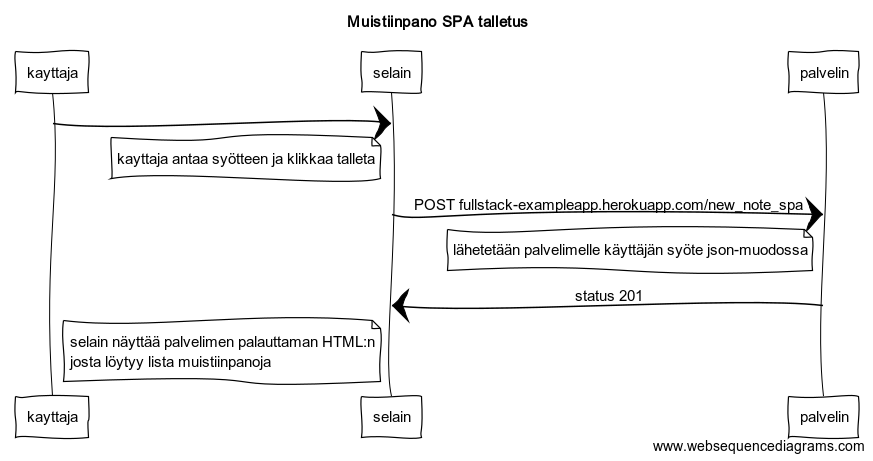 Muistiinpano SPA talletus
kayttaja
selain
palvelin
kayttaja antaa syötteen ja klikkaa talleta
POST fullstack-exampleapp.herokuapp.com/new_note_spa
lähetetään palvelimelle käyttäjän syöte json-muodossa
status 201
selain näyttää palvelimen palauttaman HTML:n
josta löytyy lista muistiinpanoja
kayttaja
selain
palvelin
www.websequencediagrams.com